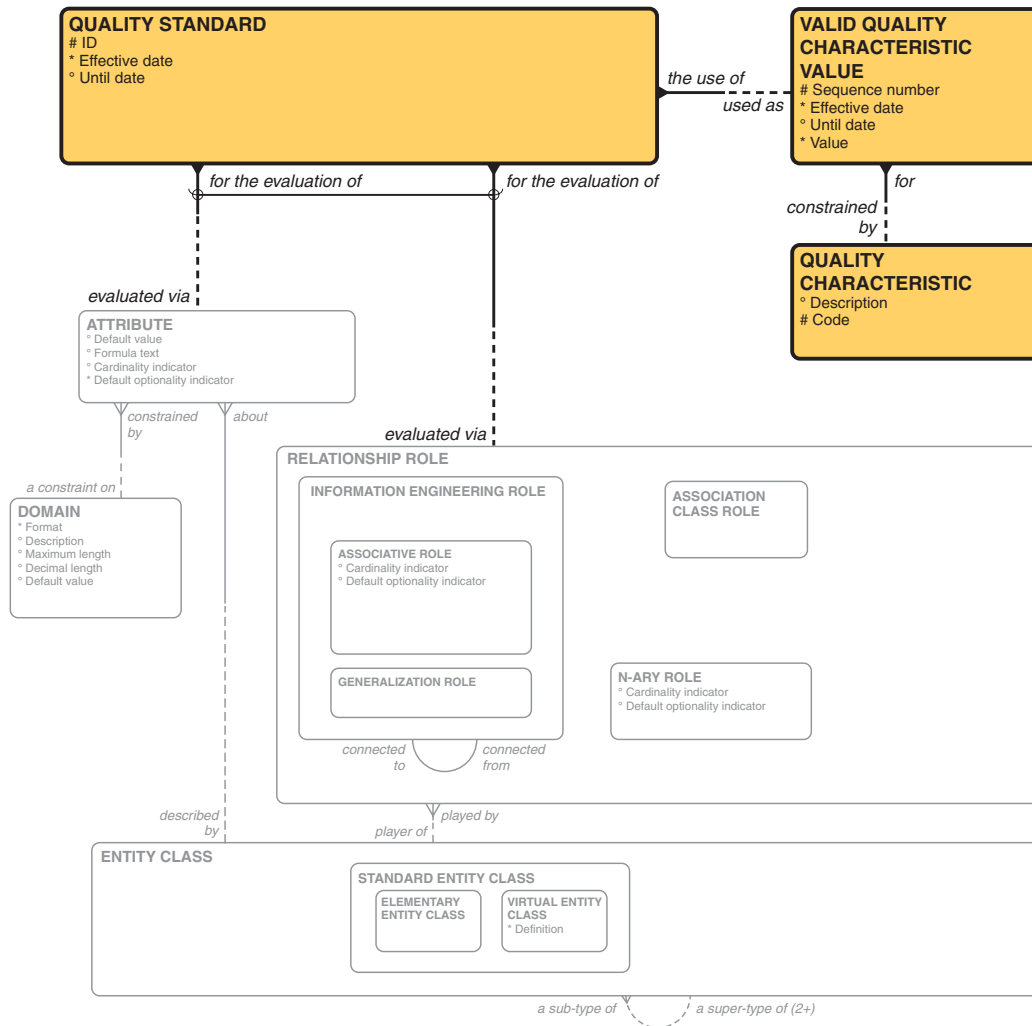 QUALITY STANDARD
# ID
* Effective date
° Until date
VALID QUALITY
CHARACTERISTIC
VALUE
# Sequence number
* Effective date
° Until date
* Value
the use of
used as
for the evaluation of
for the evaluation of
for
constrained
by
QUALITY
CHARACTERISTIC
° Description
# Code
evaluated via
ATTRIBUTE
° Default value
° Formula text
° Cardinality indicator
* Default optionality indicator
constrained
by
about
evaluated via
a constraint on
DOMAIN
* Format
° Description
° Maximum length
° Decimal length
° Default value
RELATIONSHIP ROLE
INFORMATION ENGINEERING ROLE
ASSOCIATIVE ROLE
° Cardinality indicator
° Default optionality indicator
GENERALIZATION ROLE
ASSOCIATION
CLASS ROLE
N-ARY ROLE
° Cardinality indicator
° Default optionality indicator
connected
to
connected
from
described
by
player of
played by
ENTITY CLASS
STANDARD ENTITY CLASS
ELEMENTARY
ENTITY CLASS
VIRTUAL ENTITY
CLASS
* Definition
a sub-type of
a super-type of (2+)